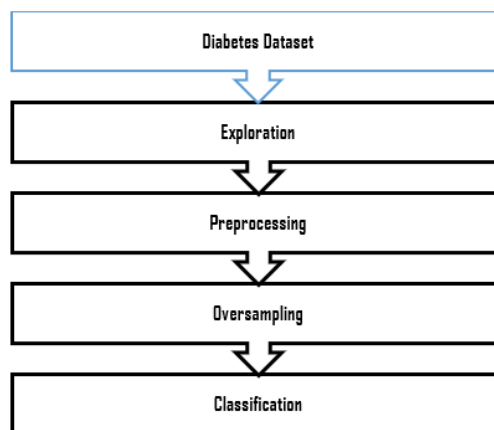 Diabetes Dataset
Exploration
Preprocessing
Oversampling
Classification